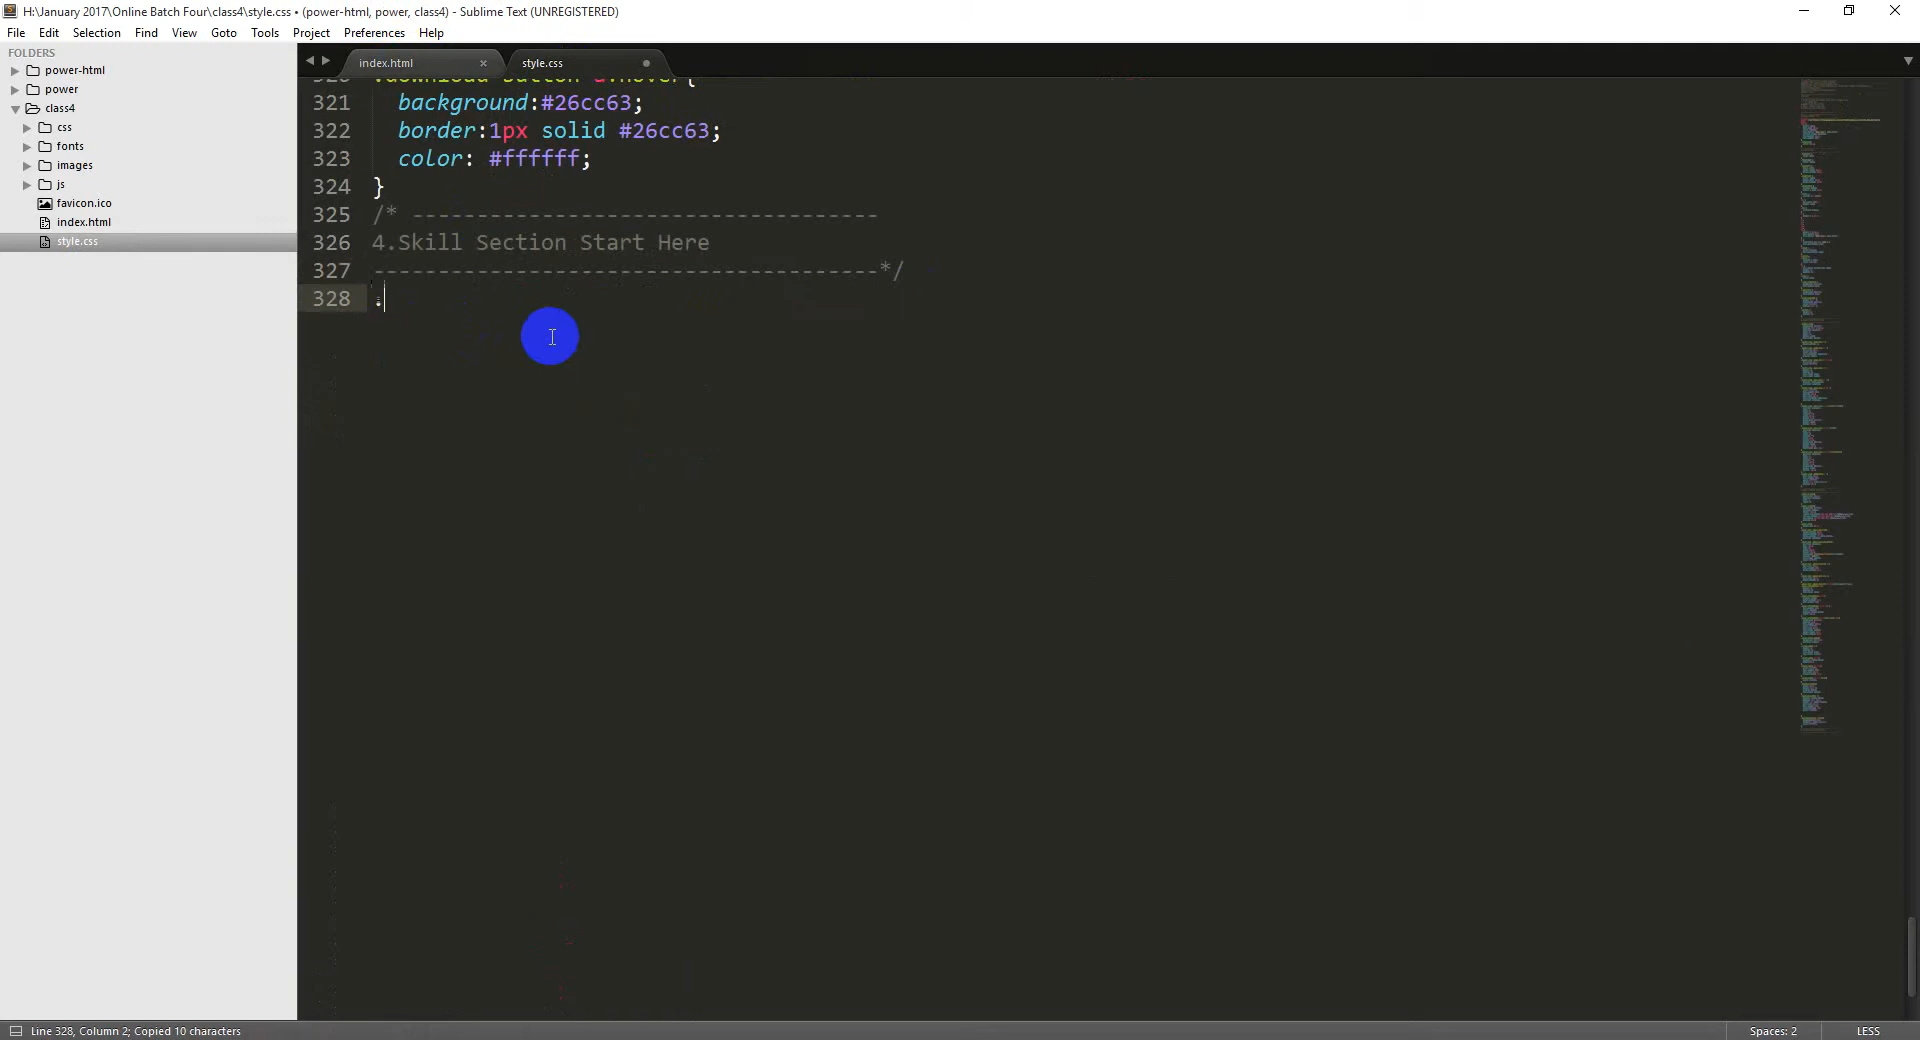 H:\January 2017\Online Batch Four\class4\style.css • (power-html, power, class4) - Sublime Text (UNREGISTERED)
File Edit Selection Find View Goto Tools Project Preferences Help
FOLDERS
power-html
power
class4
css
fonts
images
js
favicon.ico
index.html
style.css
index.html ×
style.css
321 background:#26cc63;
322 border:1px solid #26cc63;
323 color: #ffffff;
324 }
325 /* ------------------------------------
326 4.Skill Section Start Here
327 ---------------------------------------*/
328 .
Line 328, Column 2; Copied 10 characters
Spaces: 2
LESS